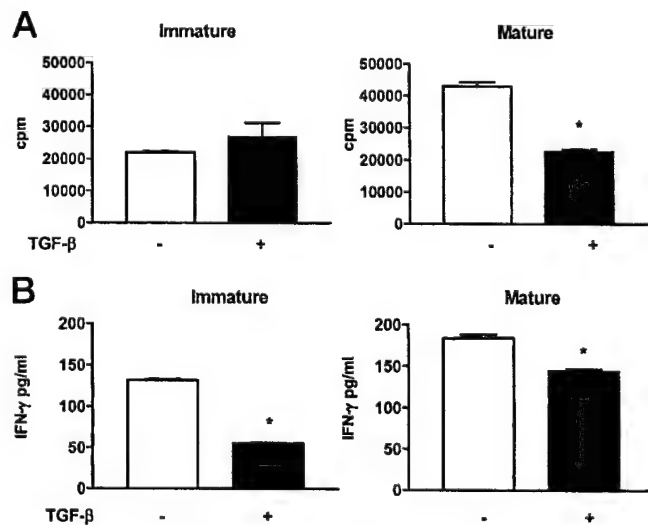 A
Immature
Mature
50000
40000
30000
20000
10000
0
cpm
50000
40000
30000
20000
10000
0
cpm
*
TGF-β - +
- +
B
Immature
Mature
200
150
100
50
0
IFN-γ pg/ml
*
200
150
100
50
0
IFN-γ pg/ml
*
TGF-β - +
- +